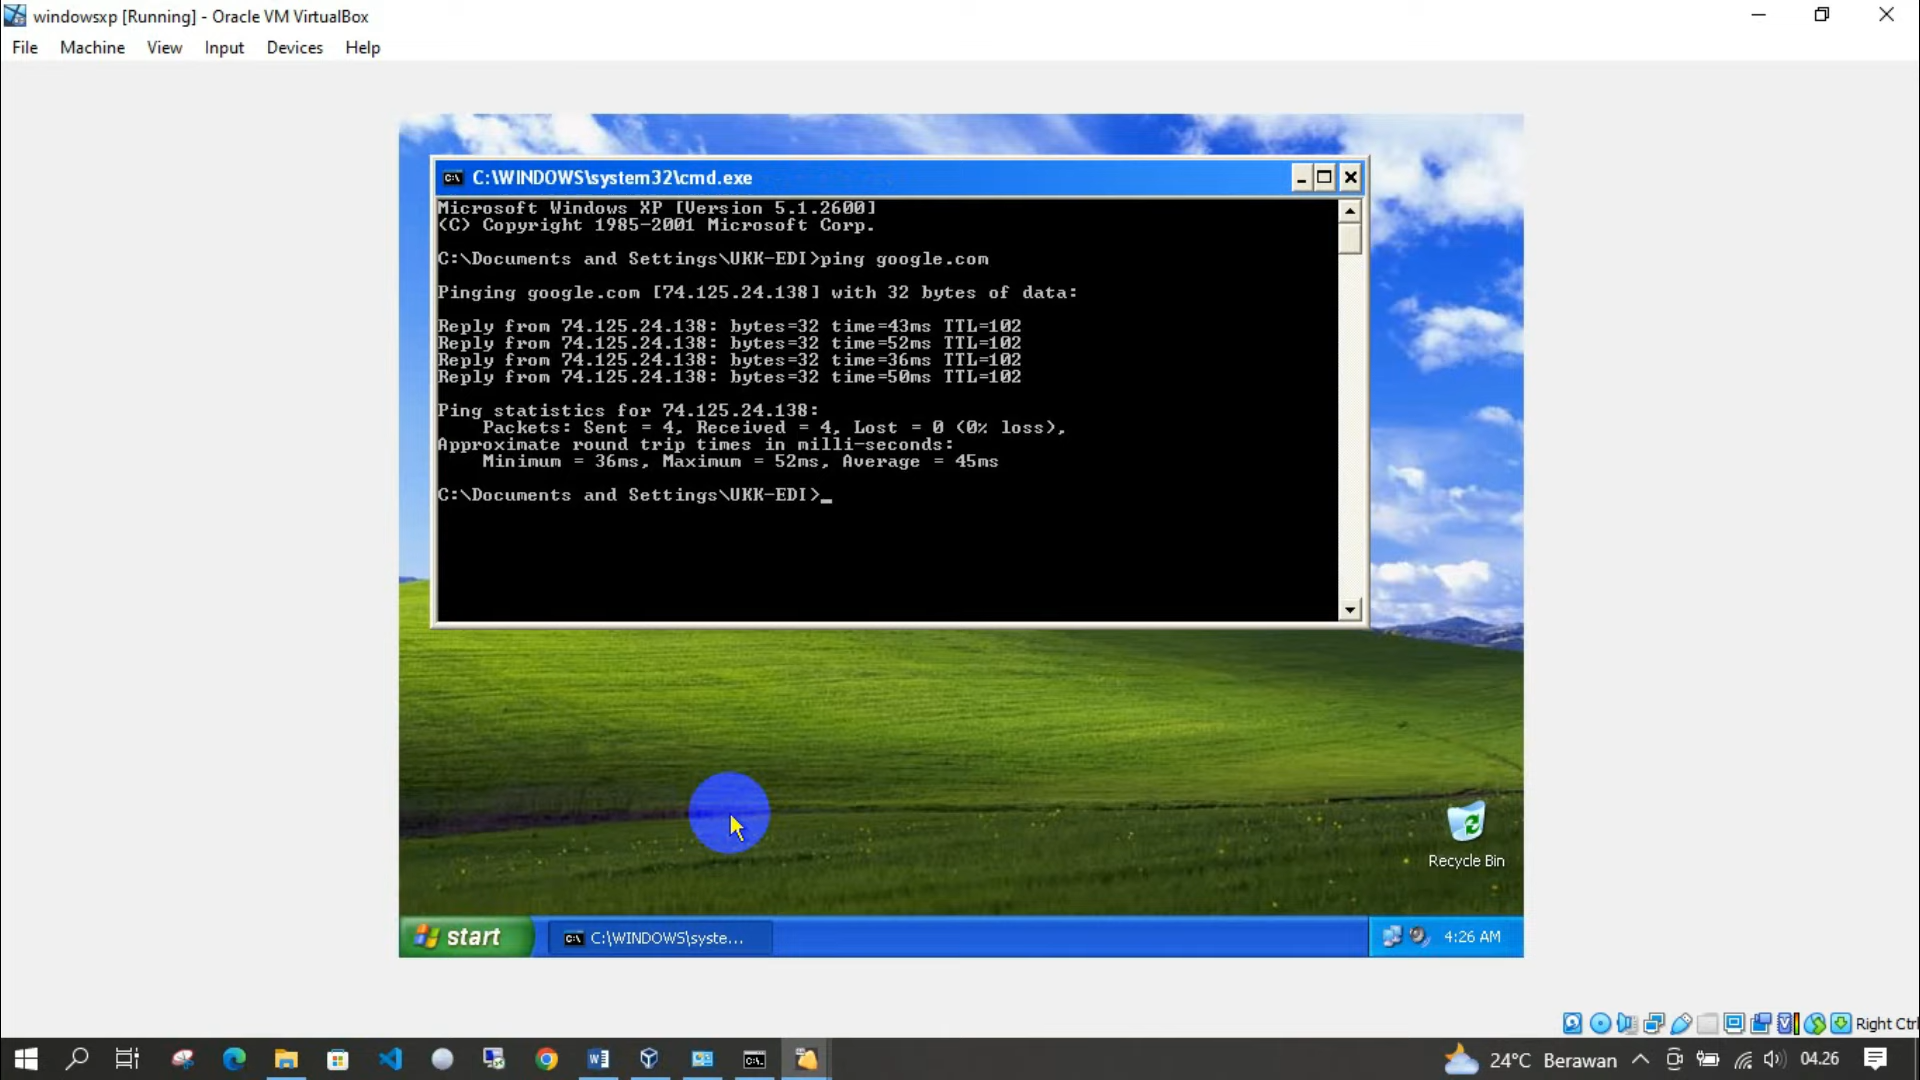 windowsxp [Running] - Oracle VM VirtualBox
File Machine View Input Devices Help
C:\WINDOWS\system32\cmd.exe
Microsoft Windows XP [Version 5.1.2600]
(C) Copyright 1985-2001 Microsoft Corp.
C:\Documents and Settings\UKK-EDI>ping google.com
Pinging google.com [74.125.24.138] with 32 bytes of data:
Reply from 74.125.24.138: bytes=32 time=43ms TTL=102
Reply from 74.125.24.138: bytes=32 time=52ms TTL=102
Reply from 74.125.24.138: bytes=32 time=36ms TTL=102
Reply from 74.125.24.138: bytes=32 time=50ms TTL=102
Ping statistics for 74.125.24.138:
Packets: Sent = 4, Received = 4, Lost = 0 (0% loss),
Approximate round trip times in milli-seconds:
Minimum = 36ms, Maximum = 52ms, Average = 45ms
C:\Documents and Settings\UKK-EDI>_
Recycle Bin
start C:\WINDOWS\syste... 4:26 AM
Right Ctrl
24°C Berawan 04.26